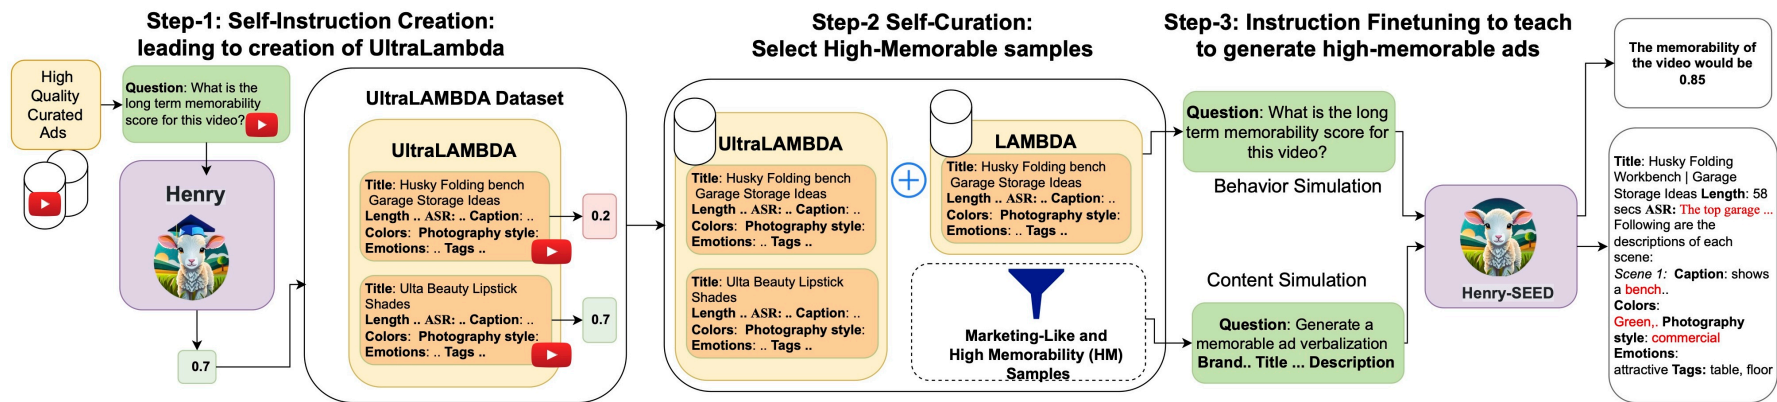 Step-1: Self-Instruction Creation:
leading to creation of UltraLambda
High
Quality
Curated
Ads
Question: What is the
long term memorability
score for this video?
Henry
0.7
UltraLAMBDA Dataset
UltraLAMBDA
Title: Husky Folding bench
Garage Storage Ideas
Length .. ASR: .. Caption: ..
Colors: Photography style:
Emotions: .. Tags ..
0.2
Title: Ulta Beauty Lipstick
Shades
Length .. ASR: .. Caption: ..
Colors: Photography style:
Emotions: .. Tags ..
0.7
Step-2 Self-Curation:
Select High-Memorable samples
UltraLAMBDA
Title: Husky Folding bench
Garage Storage Ideas
Length .. ASR: .. Caption: ..
Colors: Photography style:
Emotions: .. Tags ..
Title: Ulta Beauty Lipstick
Shades
Length .. ASR: .. Caption: ..
Colors: Photography style:
Emotions: .. Tags ..
LAMBDA
Title: Husky Folding bench
Garage Storage Ideas
Length .. ASR: .. Caption: ..
Colors: Photography style:
Emotions: .. Tags ..
Marketing-Like and
High Memorability (HM)
Samples
Step-3: Instruction Finetuning to teach
to generate high-memorable ads
Question: What is the long
term memorability score for
this video?
Behavior Simulation
Content Simulation
Question: Generate a
memorable ad verbalization
Brand.. Title ... Description
Henry-SEED
The memorability of
the video would be
0.85
Title: Husky Folding
Workbench | Garage
Storage Ideas Length: 58
secs ASR: The top garage ...
Following are the
descriptions of each
scene:
Scene 1: Caption: shows
a bench..
Colors:
Green,. Photography
style: commercial
Emotions:
attractive Tags: table, floor